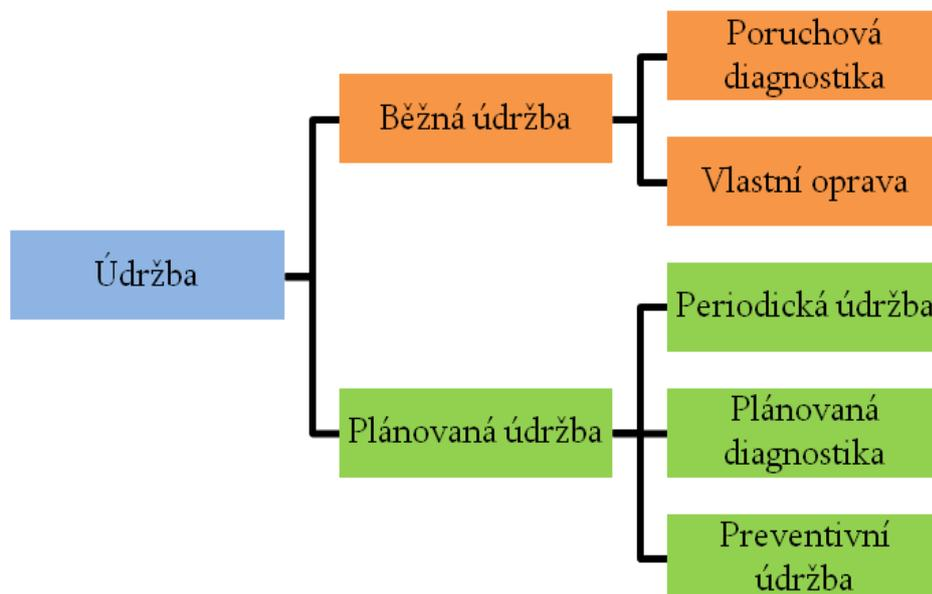 Poruchová
diagnostika
Běžná údržba
Vlastní oprava
Údržba
Periodická údržba
Plánovaná údržba
Plánovaná
diagnostika
Preventivní
údržba